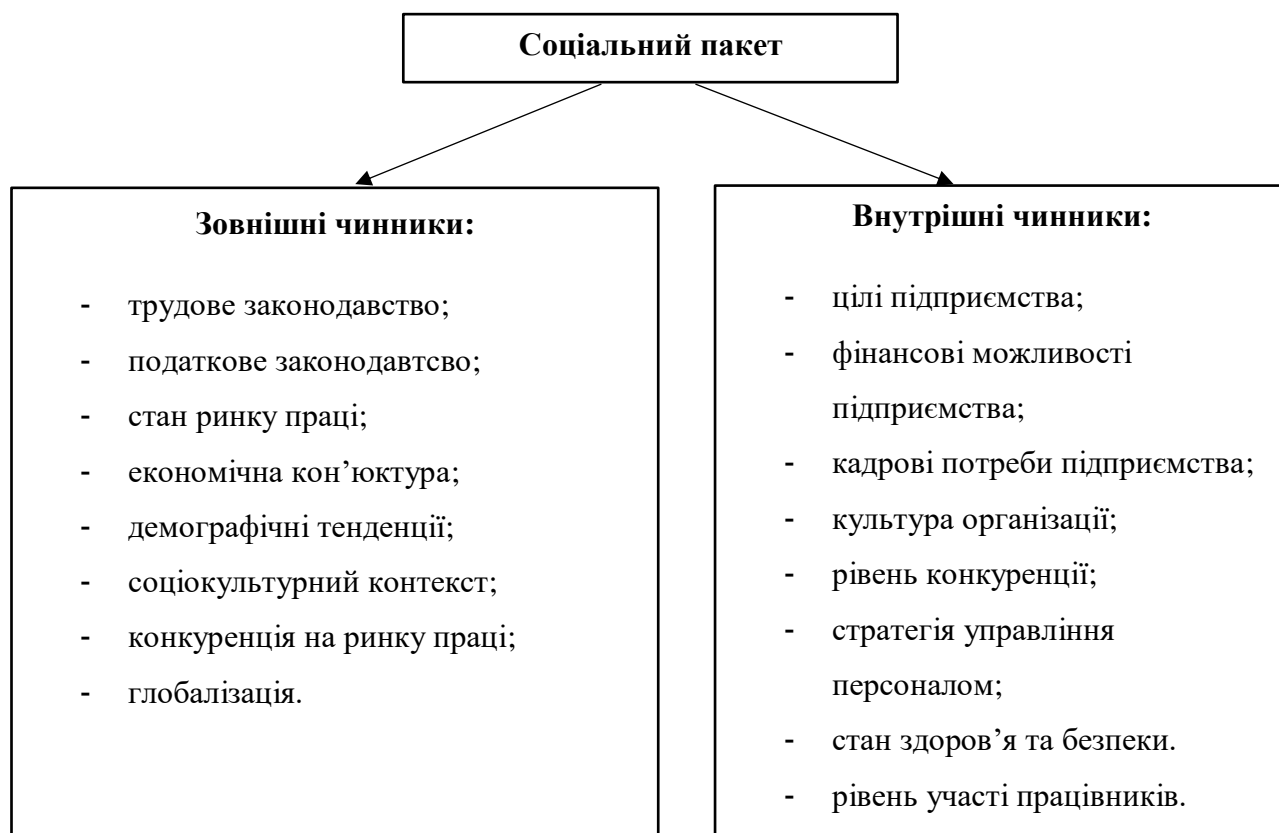 Соціальний пакет
Зовнішні чинники:
- трудове законодавство;
- податкове законодавтсво;
- стан ринку праці;
- економічна кон’юктура;
- демографічні тенденції;
- соціокультурний контекст;
- конкуренція на ринку праці;
- глобалізація.
Внутрішні чинники:
- цілі підприємства;
- фінансові можливості
підприємства;
- кадрові потреби підприємства;
- культура організації;
- рівень конкуренції;
- стратегія управління
персоналом;
- стан здоров’я та безпеки.
- рівень участі працівників.